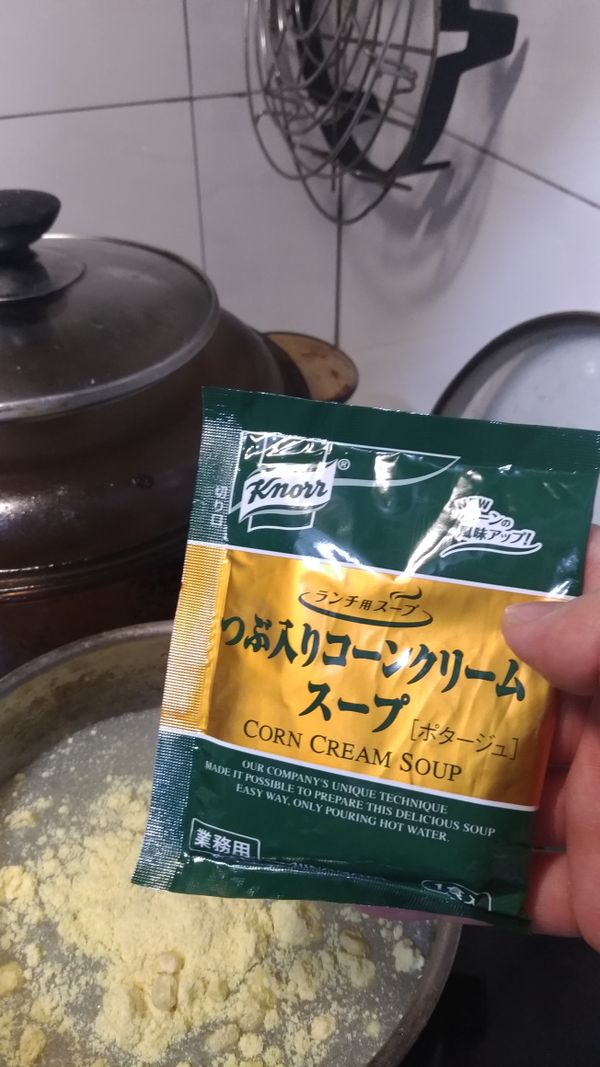 Knorr®
切り口
NEW
コーンの
風味アップ!
ランチ用スープ
つぶ入りコーンクリーム
スープ[ポタージュ]
CORN CREAM SOUP
OUR COMPANY'S UNIQUE TECHNIQUE
MADE IT POSSIBLE TO PREPARE THIS DELICIOUS SOUP
EASY WAY, ONLY POURING HOT WATER.
業務用